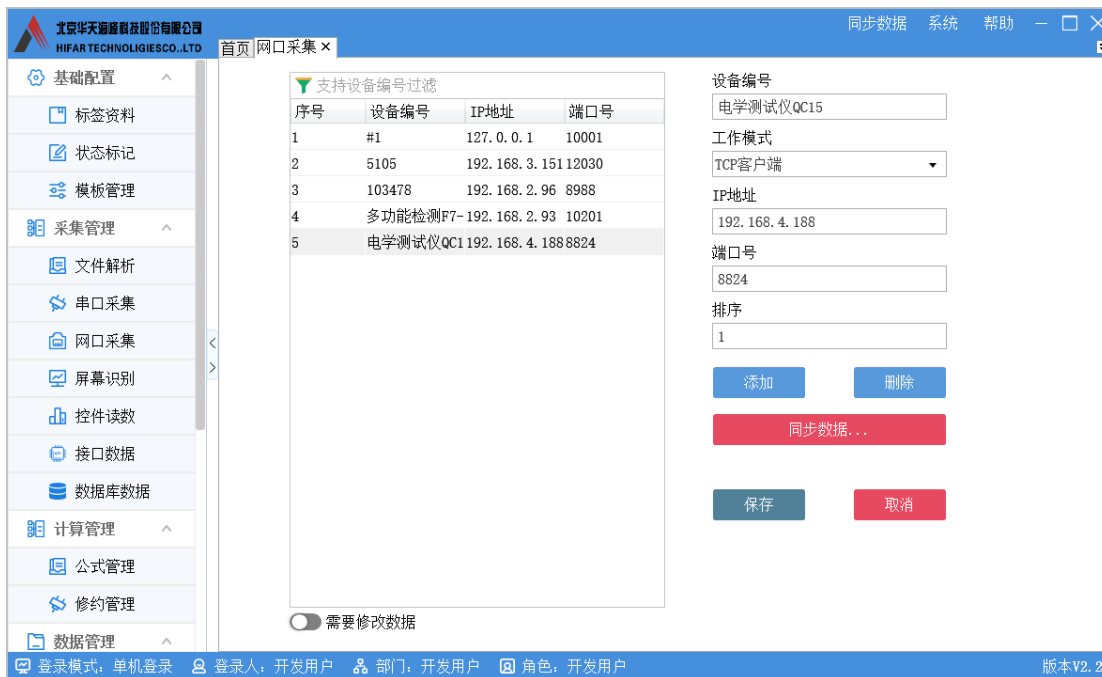 北京华天海峰科技股份有限公司
HIFAR TECHNOLIGIESCO..LTD
同步数据 系统 帮助
首页 网口采集 ×
基础配置
标签资料
状态标记
模板管理
采集管理
文件解析
串口采集
网口采集
屏幕识别
控件读数
接口数据
数据库数据
计算管理
公式管理
修约管理
数据管理
支持设备编号过滤
序号 设备编号 IP地址 端口号
1 #1 127.0.0.1 10001
2 5105 192.168.3.151 12030
3 103478 192.168.2.96 8988
4 多功能检测F7- 192.168.2.93 10201
5 电学测试仪QC1 192.168.4.188 8824
需要修改数据
设备编号
电学测试仪QC15
工作模式
TCP客户端
IP地址
192.168.4.188
端口号
8824
排序
1
添加 删除
同步数据...
保存 取消
登录模式：单机登录 登录人：开发用户 部门：开发用户 角色：开发用户 版本V2.2